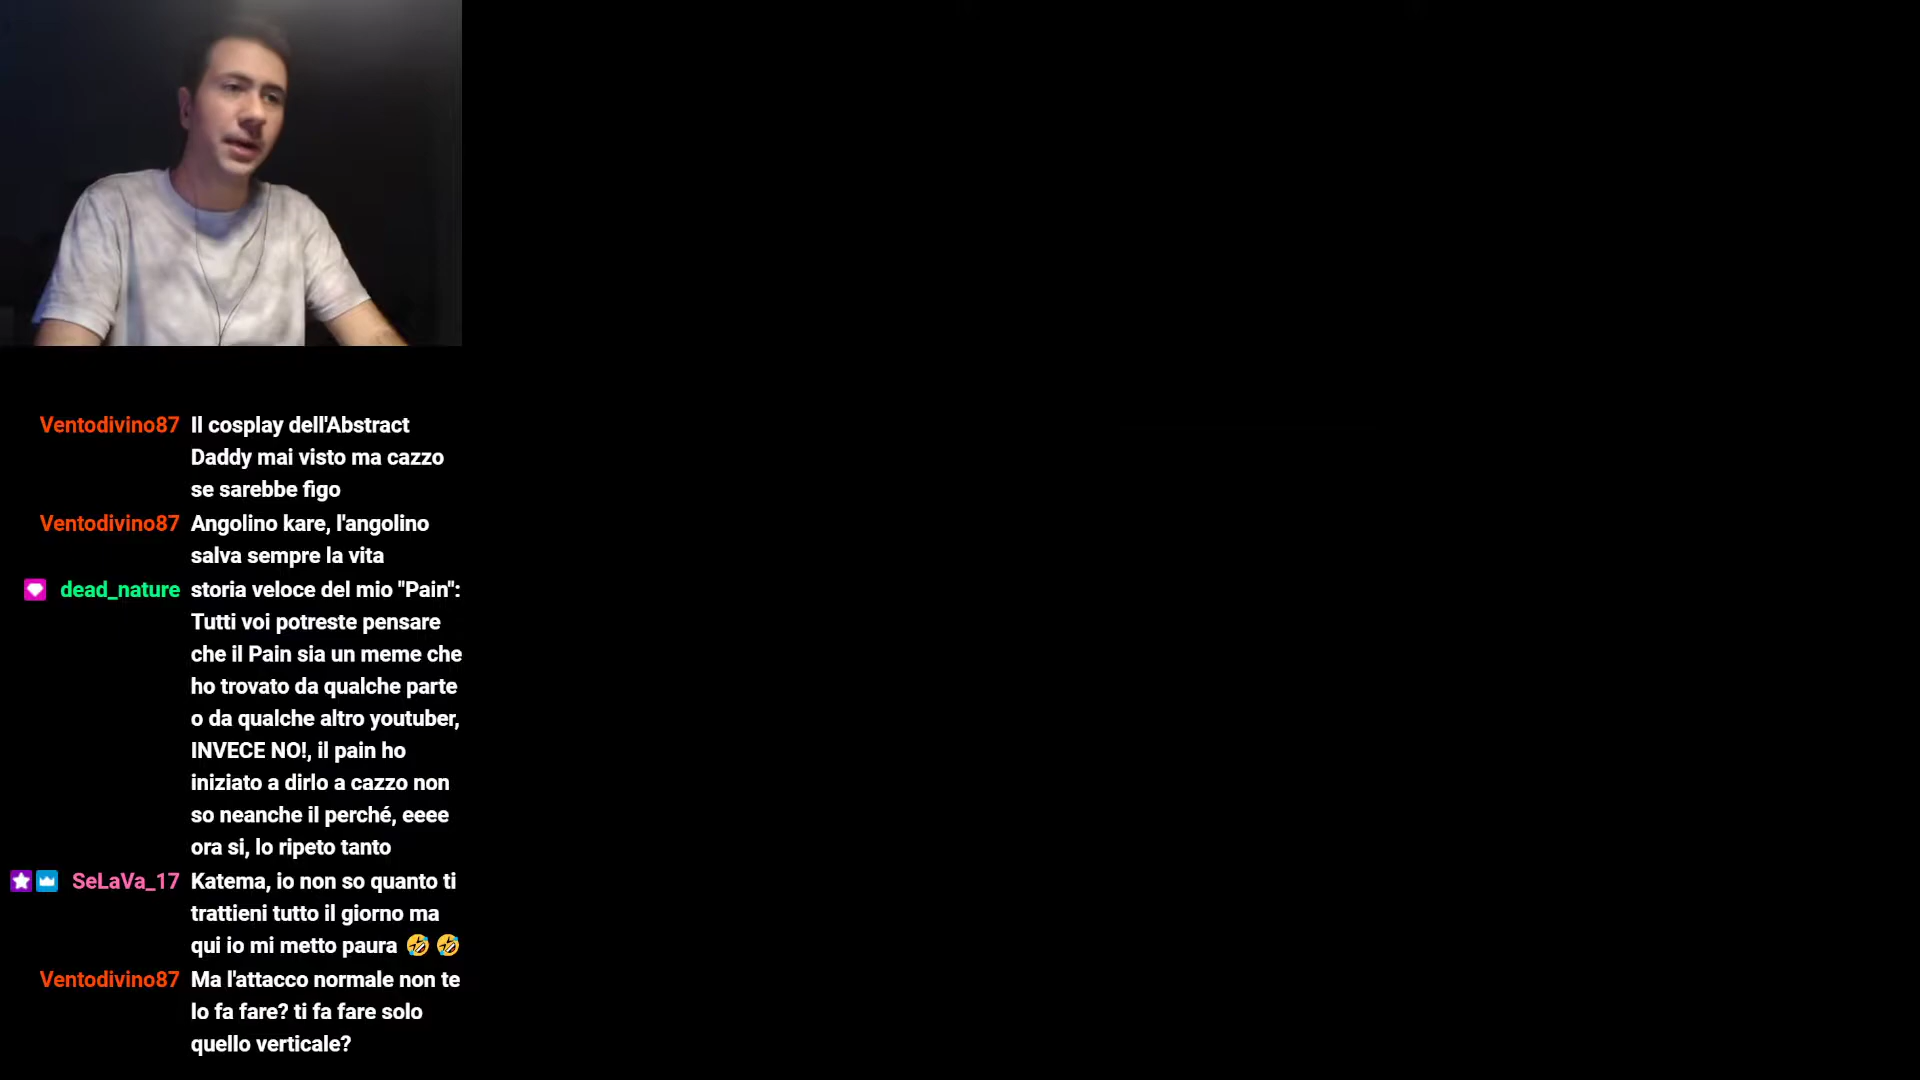 Ventodivino87 Il cosplay dell'Abstract
Daddy mai visto ma cazzo
se sarebbe figo
Ventodivino87 Angolino kare, l'angolino
salva sempre la vita
dead_nature storia veloce del mio "Pain":
Tutti voi potreste pensare
che il Pain sia un meme che
ho trovato da qualche parte
o da qualche altro youtuber,
INVECE NO!, il pain ho
iniziato a dirlo a cazzo non
so neanche il perché, eeee
ora si, lo ripeto tanto
SeLaVa_17 Katema, io non so quanto ti
trattieni tutto il giorno ma
qui io mi metto paura 🤣 🤣
Ventodivino87 Ma l'attacco normale non te
lo fa fare? ti fa fare solo
quello verticale?